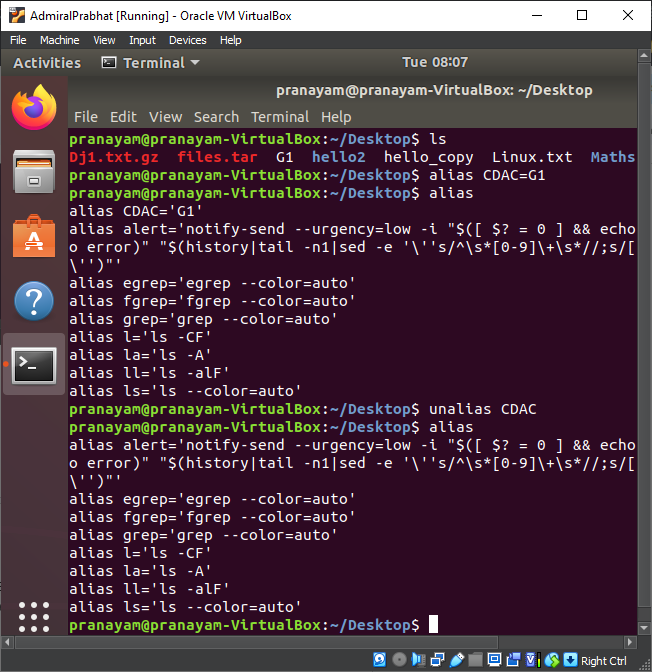 AdmiralPrabhat [Running] - Oracle VM VirtualBox
File Machine View Input Devices Help
Activities Terminal Tue 08:07
pranayam@pranayam-VirtualBox: ~/Desktop
File Edit View Search Terminal Help
pranayam@pranayam-VirtualBox:~/Desktop$ ls
Dj1.txt.gz files.tar G1 hello2 hello_copy Linux.txt Maths
pranayam@pranayam-VirtualBox:~/Desktop$ alias CDAC=G1
pranayam@pranayam-VirtualBox:~/Desktop$ alias
alias CDAC='G1'
alias alert='notify-send --urgency=low -i "$([ $? = 0 ] && echo
o error)" "$(history|tail -n1|sed -e '\''s/^\s*[0-9]\+\s*//;s/[
\'')"'
alias egrep='egrep --color=auto'
alias fgrep='fgrep --color=auto'
alias grep='grep --color=auto'
alias l='ls -CF'
alias la='ls -A'
alias ll='ls -alF'
alias ls='ls --color=auto'
pranayam@pranayam-VirtualBox:~/Desktop$ unalias CDAC
pranayam@pranayam-VirtualBox:~/Desktop$ alias
alias alert='notify-send --urgency=low -i "$([ $? = 0 ] && echo
o error)" "$(history|tail -n1|sed -e '\''s/^\s*[0-9]\+\s*//;s/[
\'')"'
alias egrep='egrep --color=auto'
alias fgrep='fgrep --color=auto'
alias grep='grep --color=auto'
alias l='ls -CF'
alias la='ls -A'
alias ll='ls -alF'
alias ls='ls --color=auto'
pranayam@pranayam-VirtualBox:~/Desktop$
Right Ctrl